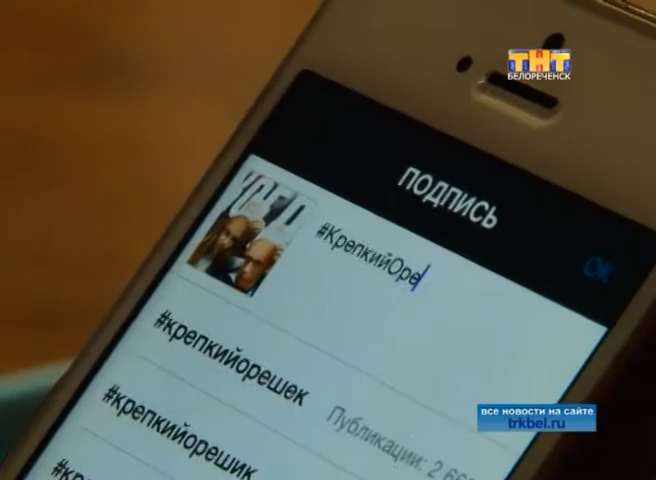 ТНТ
БЕЛОРЕЧЕНСК
ПОДПИСЬ
OK
#КрепкийОре
#крепкийорешек
Публикации: 2 66
#крепкийорешик
все новости на сайте
trkbel.ru